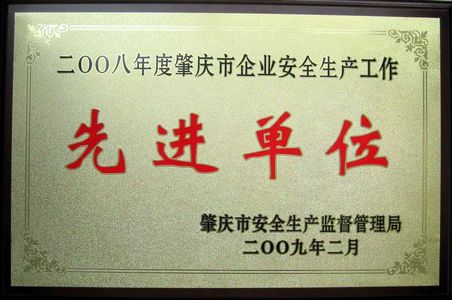 二OO八年度肇庆市企业安全生产工作
先进单位
肇庆市安全生产监督管理局
二OO九年二月